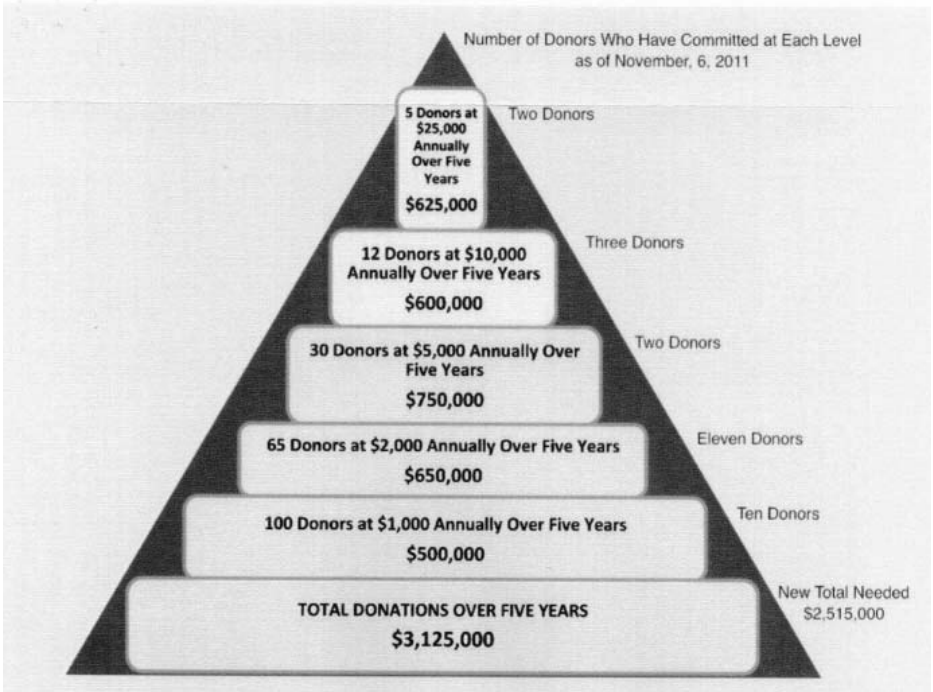 Number of Donors Who Have Committed at Each Level
as of November, 6, 2011
5 Donors at
$25,000
Annually
Over Five
Years
$625,000
Two Donors
12 Donors at $10,000
Annually Over Five Years
$600,000
Three Donors
30 Donors at $5,000 Annually Over
Five Years
$750,000
Two Donors
65 Donors at $2,000 Annually Over Five Years
$650,000
Eleven Donors
100 Donors at $1,000 Annually Over Five Years
$500,000
Ten Donors
TOTAL DONATIONS OVER FIVE YEARS
$3,125,000
New Total Needed
$2,515,000